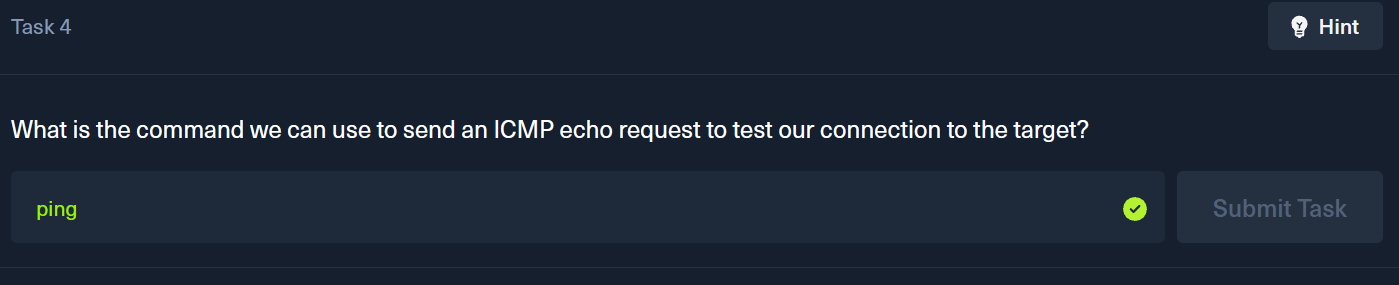 Task 4
Hint
What is the command we can use to send an ICMP echo request to test our connection to the target?
ping
Submit Task